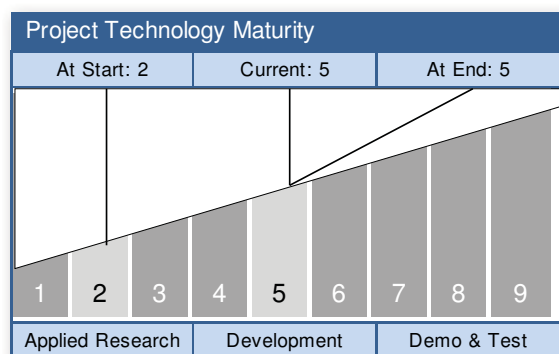 Project Technology Maturity
At Start: 2 Current: 5 At End: 5
1 2 3 4 5 6 7 8 9
Applied Research Development Demo & Test